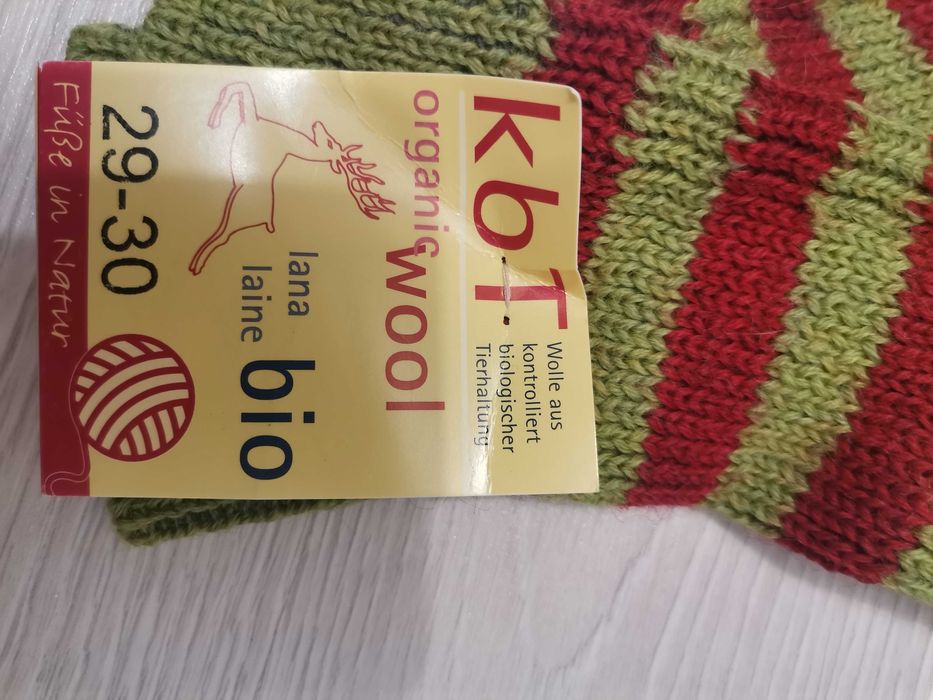 kbT
Wolle aus
kontrolliert
biologischer
Tierhaltung
organic
wool
lana
laine
bio
29-30
Füße in Natur